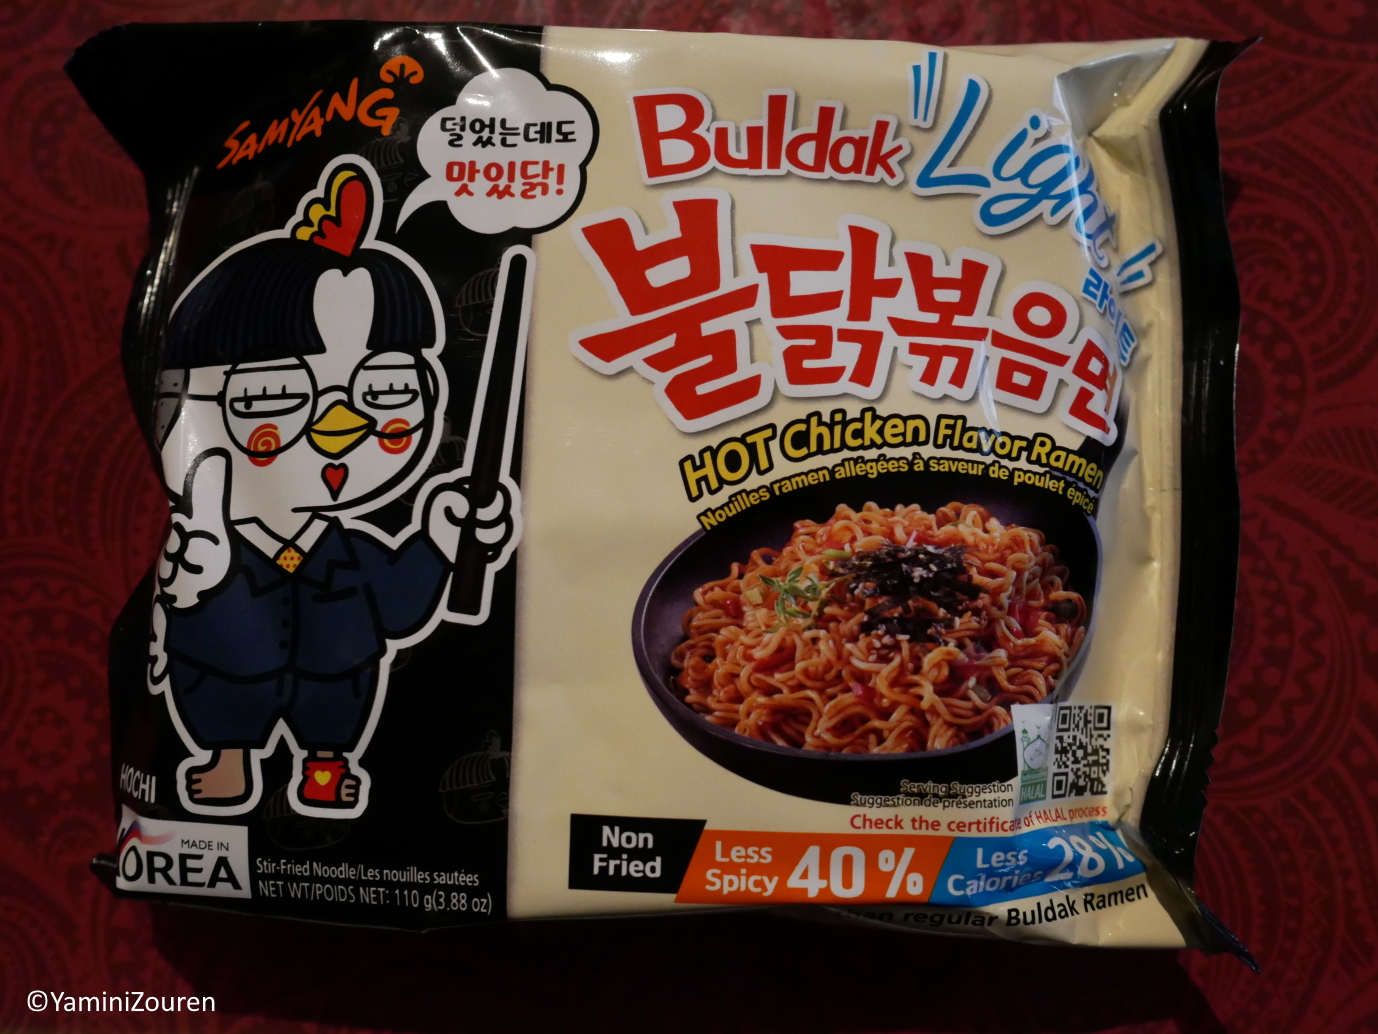 SAMYANG
덜었는데도
맛있닭!
Buldak "Light"
라이트
불닭볶음면
HOT Chicken Flavor Ramen
Nouilles ramen allégées à saveur de poulet épicé
HALAL
Serving Suggestion
Suggestion de présentation
Check the certificate of HALAL process
HOCHI
MADE IN
KOREA
Stir-Fried Noodle/Les nouilles sautées
NET WT/POIDS NET: 110 g(3.88 oz)
Non
Fried
Less
Spicy 40%
Less
Calories 28%
than regular Buldak Ramen
©YaminiZouren